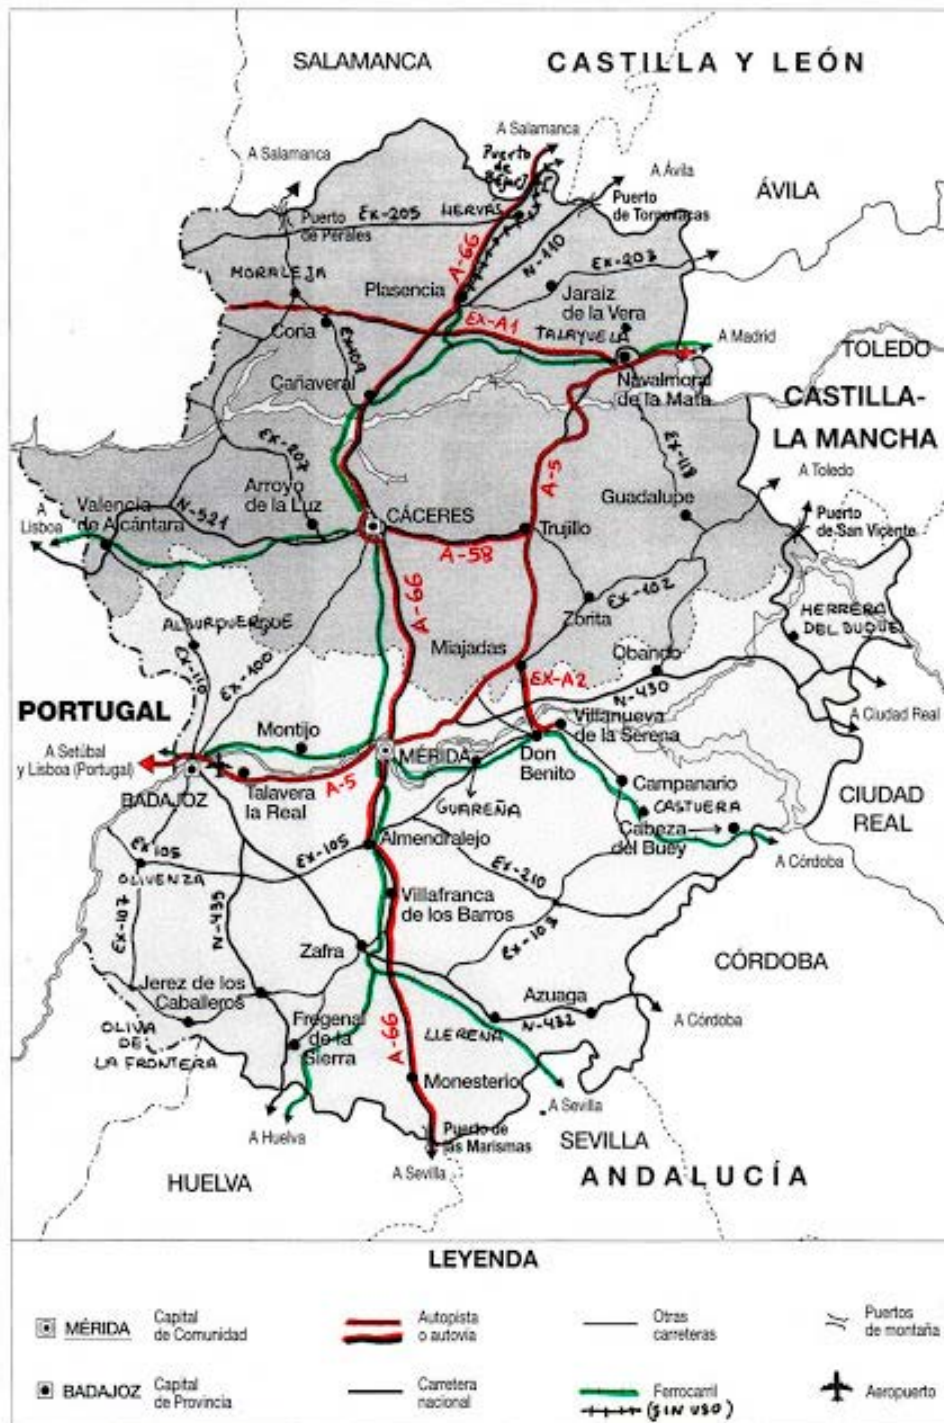 SALAMANCA
CASTILLA Y LEÓN
A Salamanca
A Salamanca
Puerto
de
Béjar
A Ávila
ÁVILA
Puerto
de Perales
EX-205
HERVÁS
Puerto
de Tornavacas
A-66
N-110
EX-203
MORALEJA
Plasencia
Jaraíz
de la Vera
EX-A1
TALAYUELA
Coria
EX-109
A Madrid
TOLEDO
Cañaveral
Navalmoral
de la Mata
CASTILLA-
LA MANCHA
EX-207
A-5
EX-118
A Toledo
Valencia
de Alcántara
N-521
Arroyo
de la Luz
Guadalupe
A
Lisboa
CÁCERES
Trujillo
Puerto
de San Vicente
A-58
A-66
EX-102
Zorita
HERRERA
DEL DUQUE
ALBURQUERQUE
EX-110
EX-100
Miajadas
Obando
EX-A2
N-430
PORTUGAL
Montijo
Villanueva
de la Serena
A Ciudad Real
A Setúbal
y Lisboa (Portugal)
MÉRIDA
Don
Benito
BADAJOZ
Talavera
la Real
A-5
GUAREÑA
Campanario
CIUDAD
REAL
CASTUERA
Cabeza
del Buey
Almendralejo
A Córdoba
EX-105
EX-105
OLIVENZA
EX-210
EX-107
N-435
Villafranca
de los Barros
EX-103
Zafra
CÓRDOBA
Jerez de los
Caballeros
Azuaga
N-432
A Córdoba
OLIVA
DE
LA FRONTERA
Fregenal
de la
Sierra
A-66
LLERENA
Monesterio
A Huelva
Puerto de
las Marismas
A Sevilla
SEVILLA
A Sevilla
HUELVA
ANDALUCÍA
LEYENDA
MÉRIDA
Capital
de Comunidad
Autopista
o autovia
Otras
carreteras
Puertos
de montaña
BADAJOZ
Capital
de Provincia
Carretera
nacional
Ferrocarril
(SIN USO)
Aeropuerto